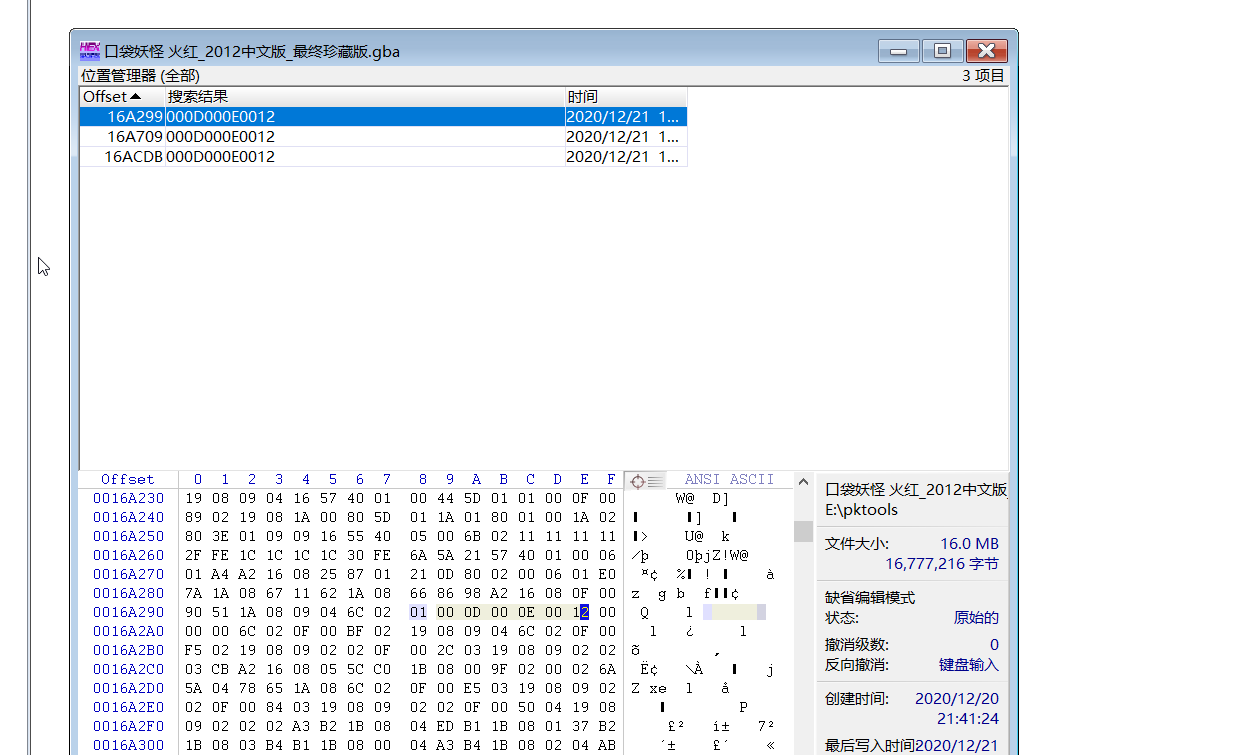 口袋妖怪 火红_2012中文版_最终珍藏版.gba
位置管理器 (全部) 3 项目
Offset 搜索结果 时间
16A299 000D000E0012 2020/12/21 1...
16A709 000D000E0012 2020/12/21 1...
16ACDB 000D000E0012 2020/12/21 1...
Offset 0 1 2 3 4 5 6 7 8 9 A B C D E F ANSI ASCII
0016A230 19 08 09 04 16 57 40 01 00 44 5D 01 01 00 0F 00 W@ D]
0016A240 89 02 19 08 1A 00 80 5D 01 1A 01 80 01 00 1A 02 ]
0016A250 80 3E 01 09 09 16 55 40 05 00 6B 02 11 11 11 11 > U@ k
0016A260 2F FE 1C 1C 1C 1C 30 FE 6A 5A 21 57 40 01 00 06 /þ 0þjZ!W@
0016A270 01 A4 A2 16 08 25 87 01 21 0D 80 02 00 06 01 E0 ¤¢ % ! à
0016A280 7A 1A 08 67 11 62 1A 08 66 86 98 A2 16 08 0F 00 z g b f ¢
0016A290 90 51 1A 08 09 04 6C 02 01 00 0D 00 0E 00 12 00 Q l
0016A2A0 00 00 6C 02 0F 00 BF 02 19 08 09 04 6C 02 0F 00 l ¿ l
0016A2B0 F5 02 19 08 09 02 02 0F 00 2C 03 19 08 09 02 02 õ ,
0016A2C0 03 CB A2 16 08 05 5C C0 1B 08 00 9F 02 00 02 6A Ë¢ \À j
0016A2D0 5A 04 78 65 1A 08 6C 02 0F 00 E5 03 19 08 09 02 Z xe l å
0016A2E0 02 0F 00 84 03 19 08 09 02 02 0F 00 50 04 19 08 P
0016A2F0 09 02 02 02 A3 B2 1B 08 04 ED B1 1B 08 01 37 B2 £² í± 7²
0016A300 1B 08 03 B4 B1 1B 08 00 04 A3 B4 1B 08 02 04 AB ´± £´ «
口袋妖怪 火红_2012中文版
E:\pktools
文件大小: 16.0 MB
16,777,216 字节
缺省编辑模式
状态: 原始的
撤消级数: 0
反向撤消: 键盘输入
创建时间: 2020/12/20
21:41:24
最后写入时间2020/12/21